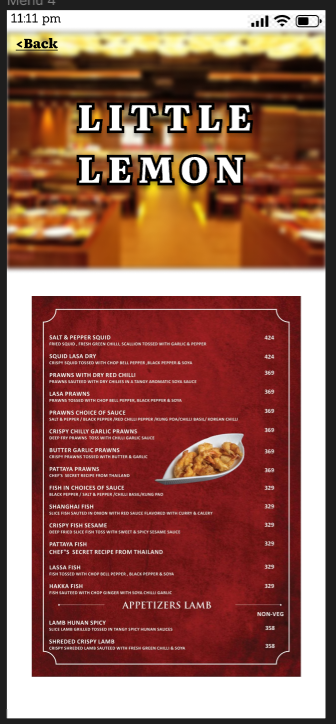 Menu 4
11:11 pm
<Back
LITTLE
LEMON
SALT & PEPPER SQUID 424
FRIED SQUID, FRESH GREEN CHILLI, SCALLION TOSSED WITH GARLIC & PEPPER
SQUID LASA DRY 424
CRISPY SQUID TOSSED WITH CHOP BELL PEPPER, BLACK PEPPER & SOYA
PRAWNS WITH DRY RED CHILLI 369
PRAWNS SAUTEED WITH DRY CHILIES IN A TANGY AROMATIC SOYA SAUCE
LASA PRAWNS 369
PRAWNS TOSSED WITH CHOP BELL PEPPER, BLACK PEPPER & SOYA
PRAWNS CHOICE OF SAUCE 369
SALT & PEPPER / BLACK PEPPER /RED CHILLI PEPPER /KUNG POA/CHILLI BASIL/ KOREAN CHILLI
CRISPY CHILLY GARLIC PRAWNS 369
DEEP FRY PRAWNS TOSS WITH CHILLI GARLIC SAUCE
BUTTER GARLIC PRAWNS 369
CRISPY PRAWNS TOSSED WITH BUTTER & GARLIC
PATAYA PRAWNS 369
CHEF'S SECRET RECIPE FROM THAILAND
FISH IN CHOICES OF SAUCE 329
BLACK PEPPER / SALT & PEPPER /CHILLI BASIL/KUNG PAO
SHANGHAI FISH 329
SLICE FISH SAUTED IN ONION WITH RED SAUCE FLAVORED WITH CURRY & CALERY
CRISPY FISH SESAME 329
DEEP FRIED SLICE FISH TOSS WITH SWEET & SPICY SESAME SAUCE
PATAYA FISH 329
CHEF"S SECRET RECIPE FROM THAILAND
LASSA FISH 329
FISH TOSSED WITH CHOP BELL PEPPER, BLACK PEPPER & SOYA
HAKKA FISH 329
FISH SAUTEED WITH CHOP GINGER WITH SOYA CHILLI GARLIC
APPETIZERS LAMB
NON-VEG
LAMB HUNAN SPICY 358
SLICE LAMB GRILLED TOSSED IN TANGY SPICY HUNAN SAUCES
SHREDED CRISPY LAMB 358
CRISPY SHREDED LAMB SAUTEED WITH FRESH GREEN CHILLI & SOYA